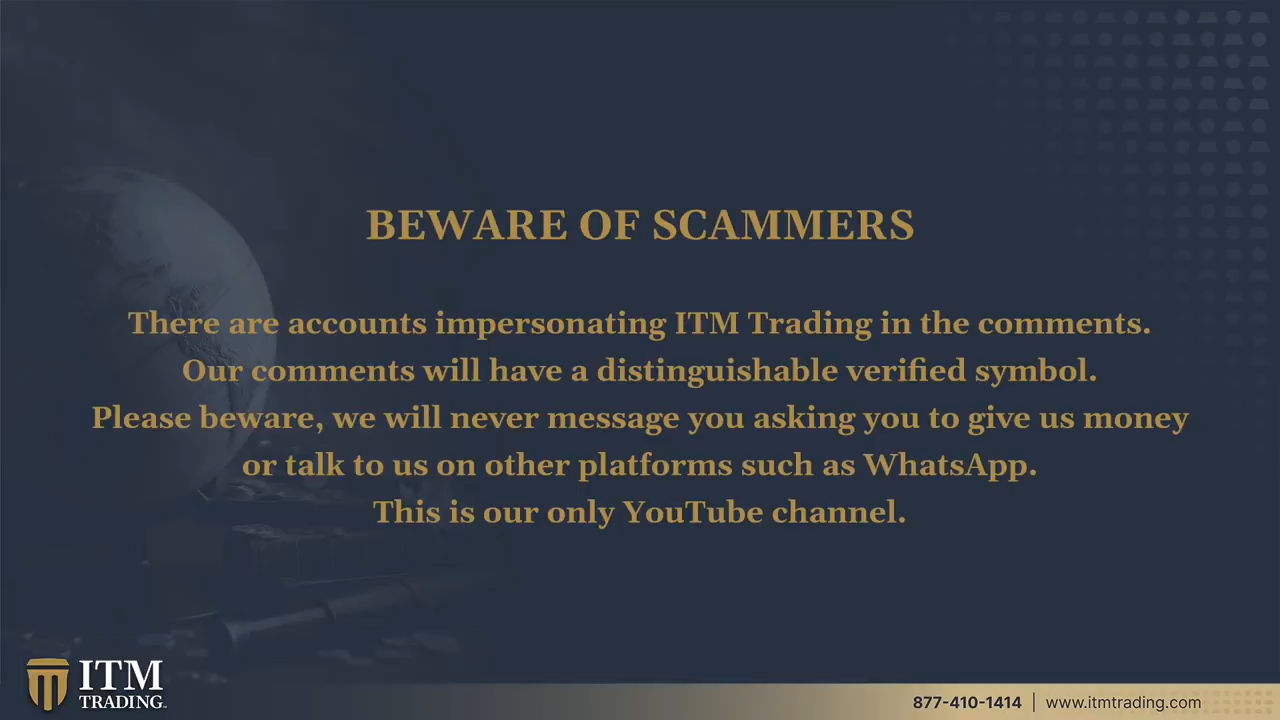 BEWARE OF SCAMMERS
There are accounts impersonating ITM Trading in the comments.
Our comments will have a distinguishable verified symbol.
Please beware, we will never message you asking you to give us money
or talk to us on other platforms such as WhatsApp.
This is our only YouTube channel.
ITM
TRADING
877-410-1414 | www.itmtrading.com